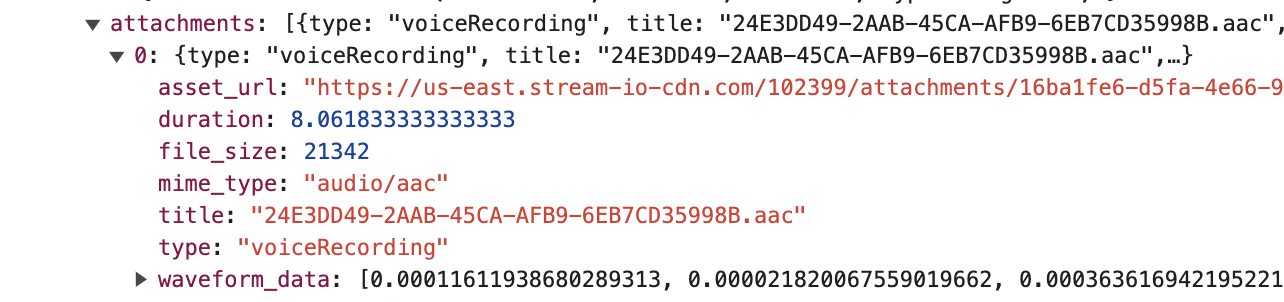 attachments: [{type: "voiceRecording", title: "24E3DD49-2AAB-45CA-AFB9-6EB7CD35998B.aac",
0: {type: "voiceRecording", title: "24E3DD49-2AAB-45CA-AFB9-6EB7CD35998B.aac",…}
asset_url: "https://us-east.stream-io-cdn.com/102399/attachments/16ba1fe6-d5fa-4e66-9
duration: 8.061833333333333
file_size: 21342
mime_type: "audio/aac"
title: "24E3DD49-2AAB-45CA-AFB9-6EB7CD35998B.aac"
type: "voiceRecording"
waveform_data: [0.00011611938680289313, 0.000021820067559019662, 0.000363616942195221